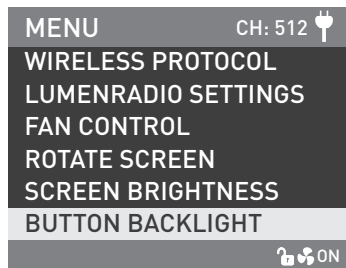 MENU CH: 512
WIRELESS PROTOCOL
LUMENRADIO SETTINGS
FAN CONTROL
ROTATE SCREEN
SCREEN BRIGHTNESS
BUTTON BACKLIGHT
ON